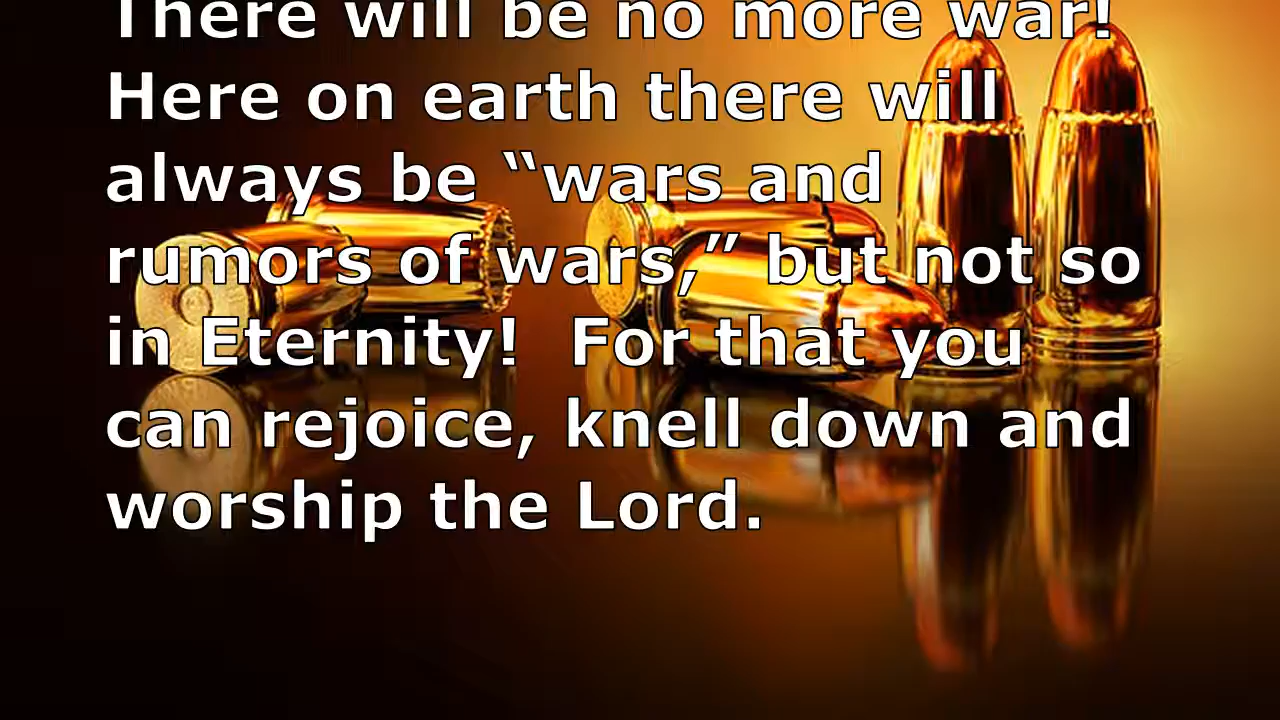 There will be no more war!
Here on earth there will
always be “wars and
rumors of wars,” but not so
in Eternity!  For that you
can rejoice, knell down and
worship the Lord.